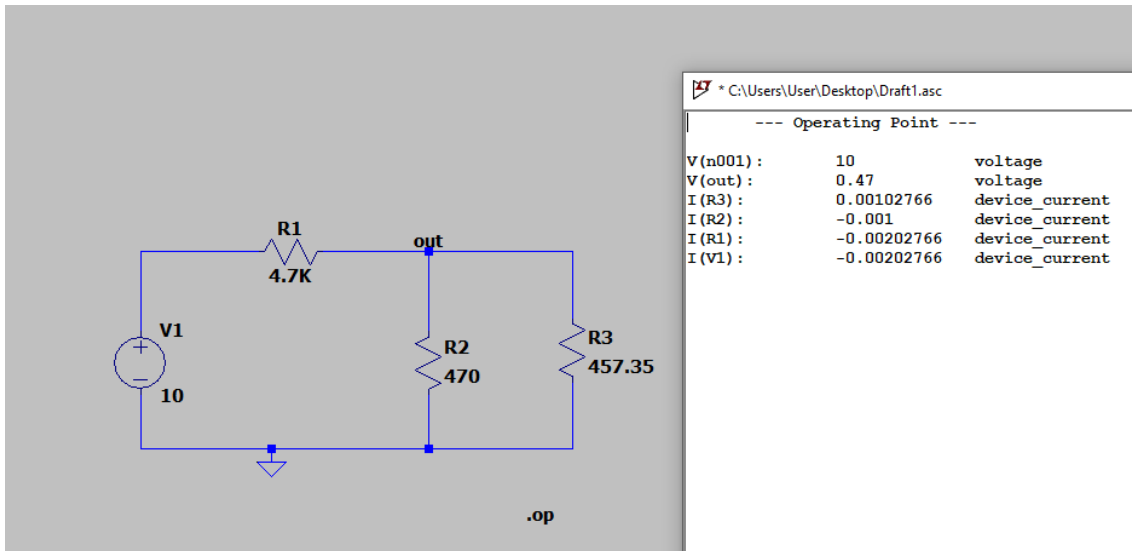 R1
4.7K
out
V1
+
−
10
R2
470
R3
457.35
.op
* C:\Users\User\Desktop\Draft1.asc
--- Operating Point ---
V(n001): 10 voltage
V(out): 0.47 voltage
I(R3): 0.00102766 device_current
I(R2): -0.001 device_current
I(R1): -0.00202766 device_current
I(V1): -0.00202766 device_current